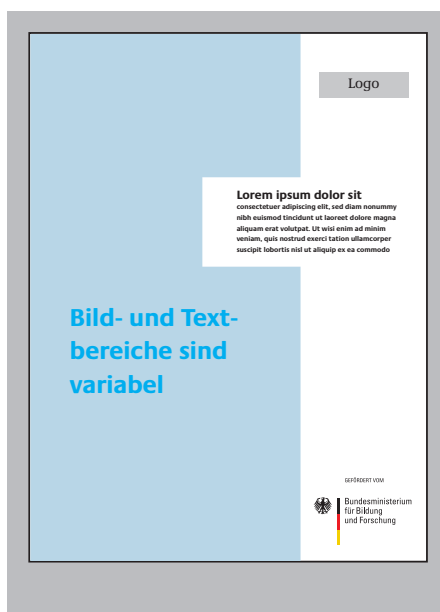 Logo
Lorem ipsum dolor sit
consectetuer adipiscing elit, sed diam nonummy
nibh euismod tincidunt ut laoreet dolore magna
aliquam erat volutpat. Ut wisi enim ad minim
veniam, quis nostrud exerci tation ullamcorper
suscipit lobortis nisl ut aliquip ex ea commodo
Bild- und Text-
bereiche sind
variabel
GEFÖRDERT VOM
Bundesministerium
für Bildung
und Forschung